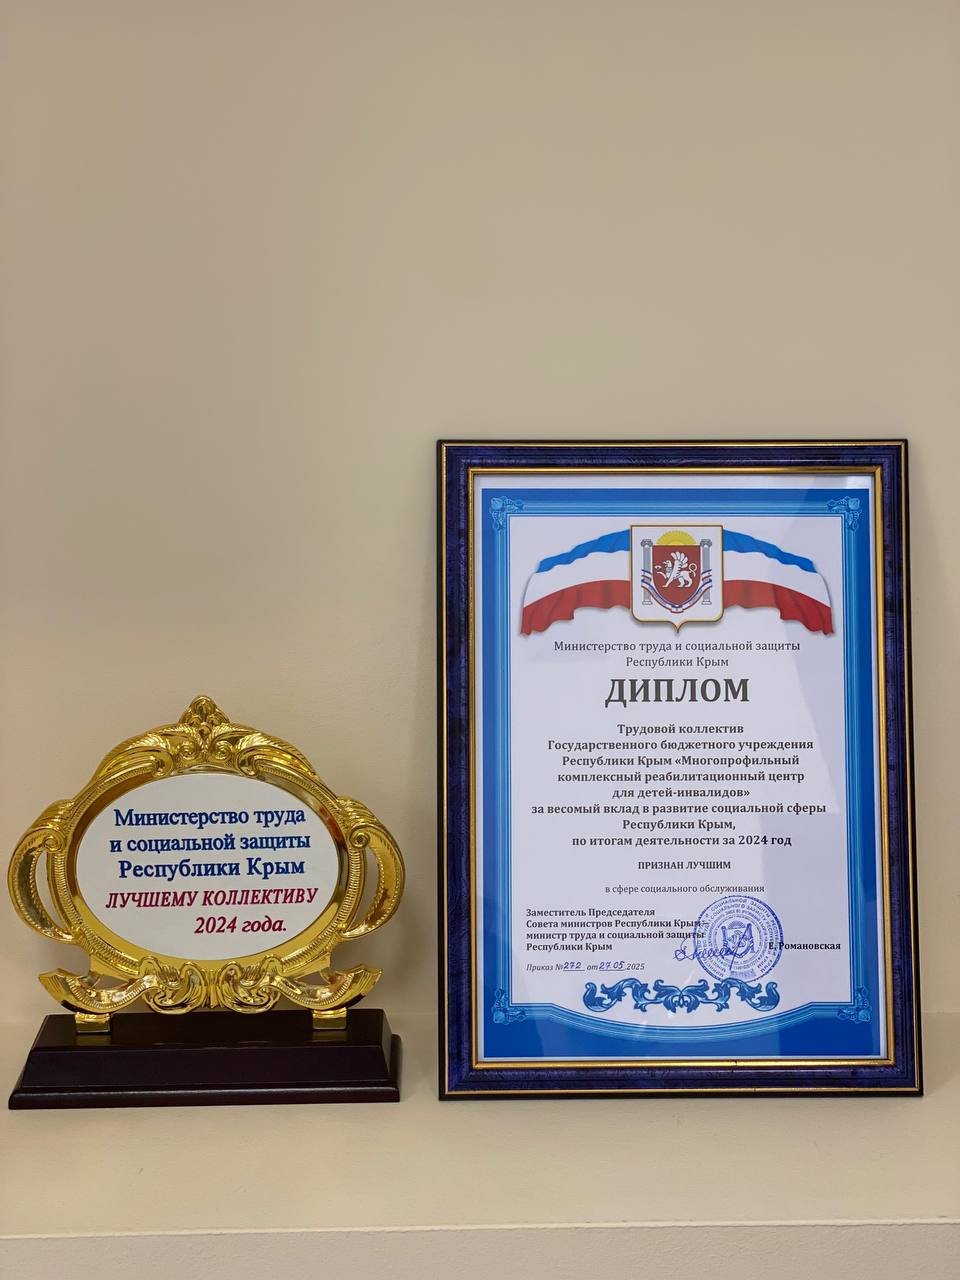 Министерство труда
и социальной защиты
Республики Крым
ЛУЧШЕМУ КОЛЛЕКТИВУ
2024 года.
Министерство труда и социальной защиты
Республики Крым
ДИПЛОМ
Трудовой коллектив
Государственного бюджетного учреждения
Республики Крым «Многопрофильный
комплексный реабилитационный центр
для детей-инвалидов»
за весомый вклад в развитие социальной сферы
Республики Крым,
по итогам деятельности за 2024 год
ПРИЗНАН ЛУЧШИМ
в сфере социального обслуживания
Заместитель Председателя
Совета министров Республики Крым –
министр труда и социальной защиты
Республики Крым
Е. Романовская
Приказ № 272 от 27.05.2025